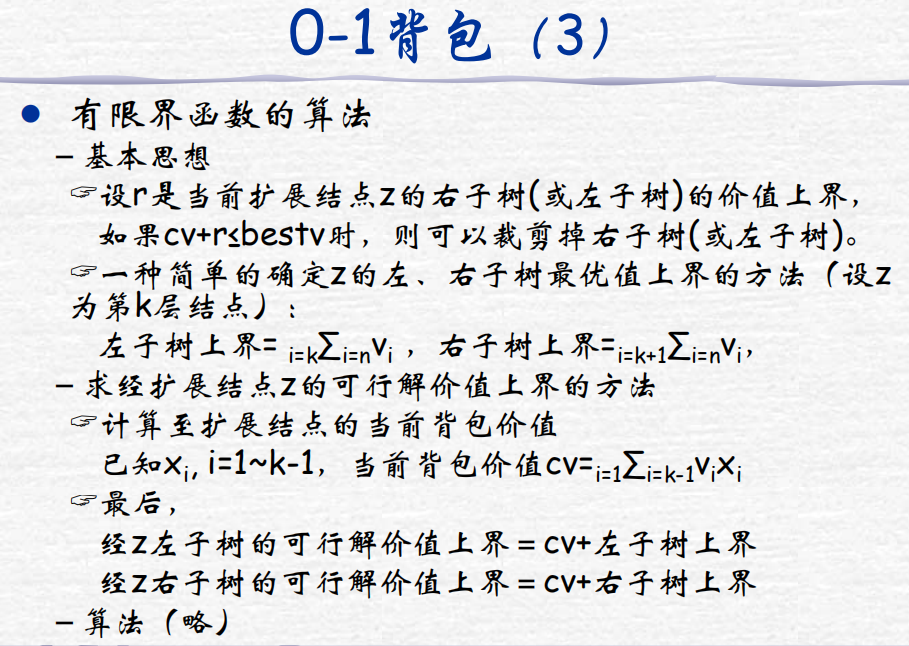 0-1背包（3）
• 有限界函数的算法
– 基本思想
☞设r是当前扩展结点z的右子树(或左子树)的价值上界，
如果cv+r≤bestv时，则可以裁剪掉右子树(或左子树)。
☞一种简单的确定z的左、右子树最优值上界的方法（设z
为第k层结点）：
左子树上界= i=k∑i=nvi ，右子树上界=i=k+1∑i=nvi，
– 求经扩展结点z的可行解价值上界的方法
☞计算至扩展结点的当前背包价值
已知xi, i=1~k-1，当前背包价值cv=i=1∑i=k-1vixi
☞最后，
经z左子树的可行解价值上界＝cv+左子树上界
经z右子树的可行解价值上界＝cv+右子树上界
– 算法（略）